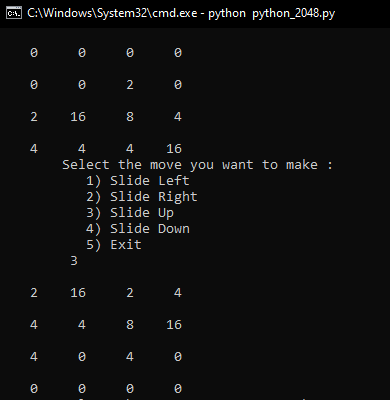 C:\Windows\System32\cmd.exe - python  python_2048.py
0 0 0 0
0 0 2 0
2 16 8 4
4 4 4 16
Select the move you want to make :
1) Slide Left
2) Slide Right
3) Slide Up
4) Slide Down
5) Exit
3
2 16 2 4
4 4 8 16
4 0 4 0
0 0 0 0